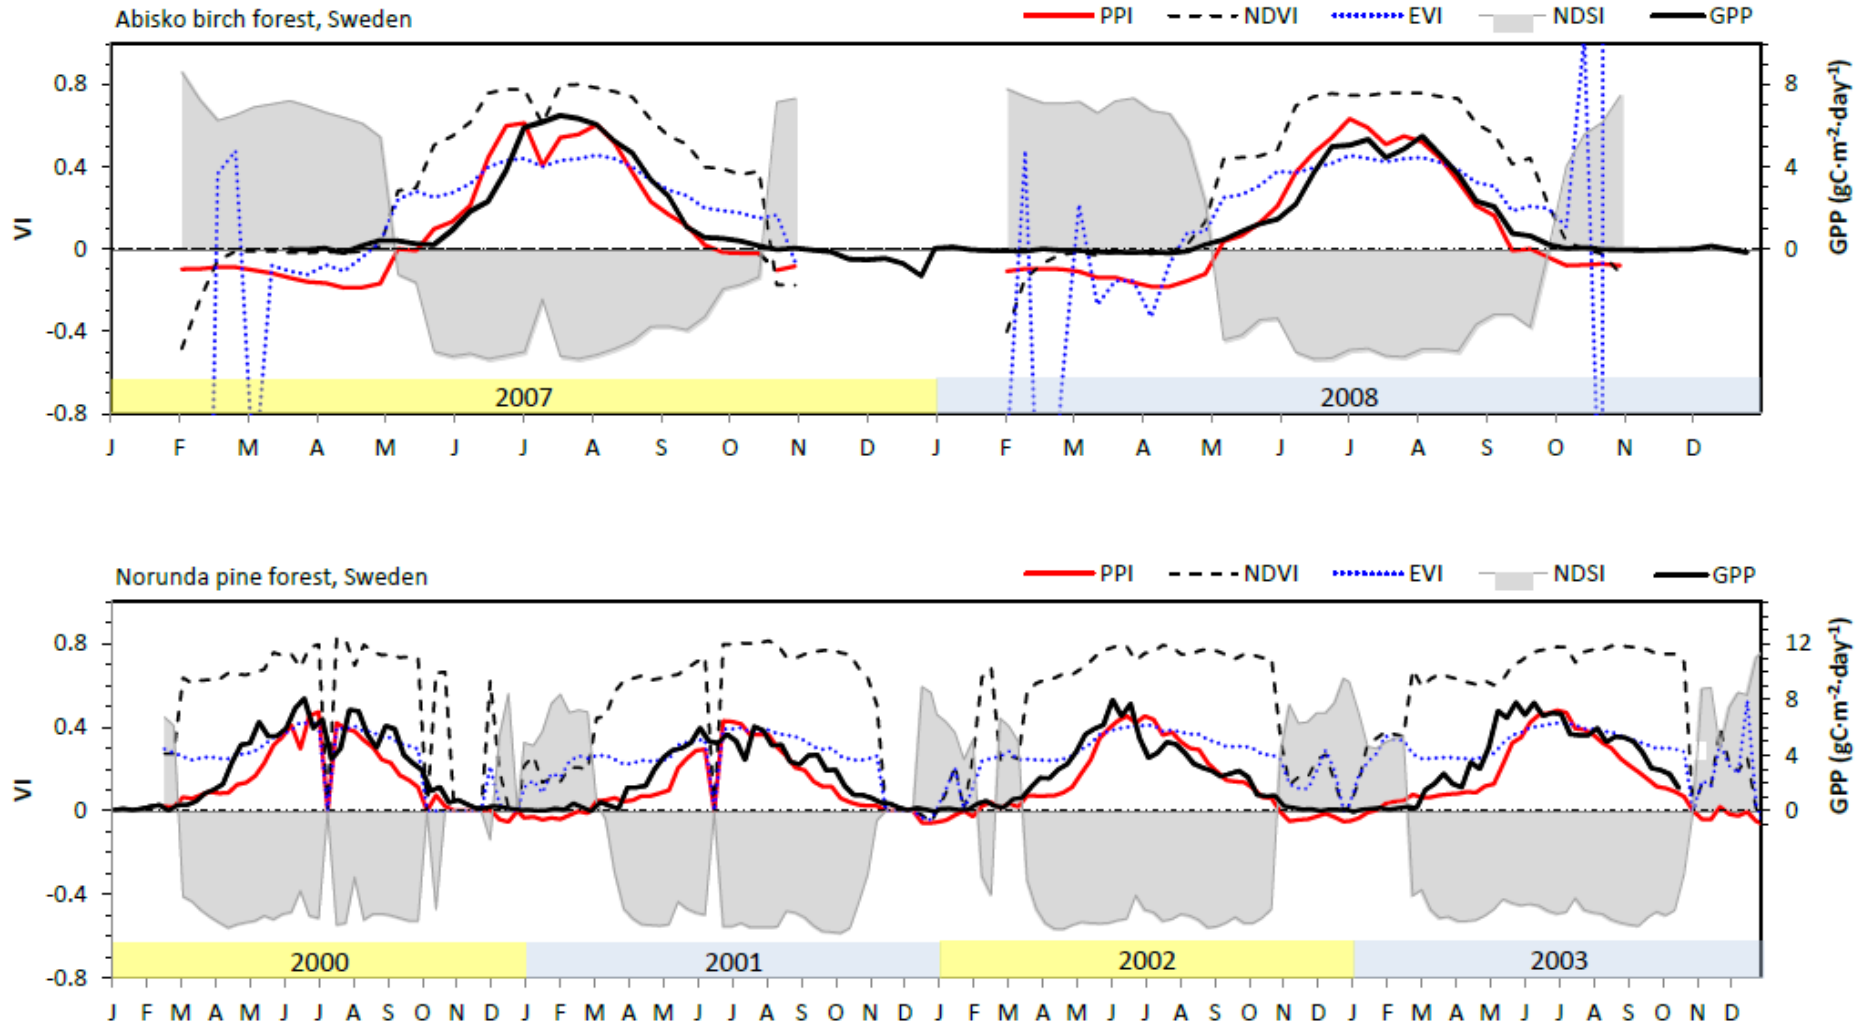 Abisko birch forest, Sweden
PPI NDVI EVI NDSI GPP
0.8
0.4
0
-0.4
-0.8
VI
8
4
0
GPP (gC·m⁻²·day⁻¹)
2007 2008
J F M A M J J A S O N D J F M A M J J A S O N D
Norunda pine forest, Sweden
PPI NDVI EVI NDSI GPP
0.8
0.4
0
-0.4
-0.8
VI
12
8
4
0
GPP (gC·m⁻²·day⁻¹)
2000 2001 2002 2003
J F M A M J J A S O N D J F M A M J J A S O N D J F M A M J J A S O N D J F M A M J J A S O N D